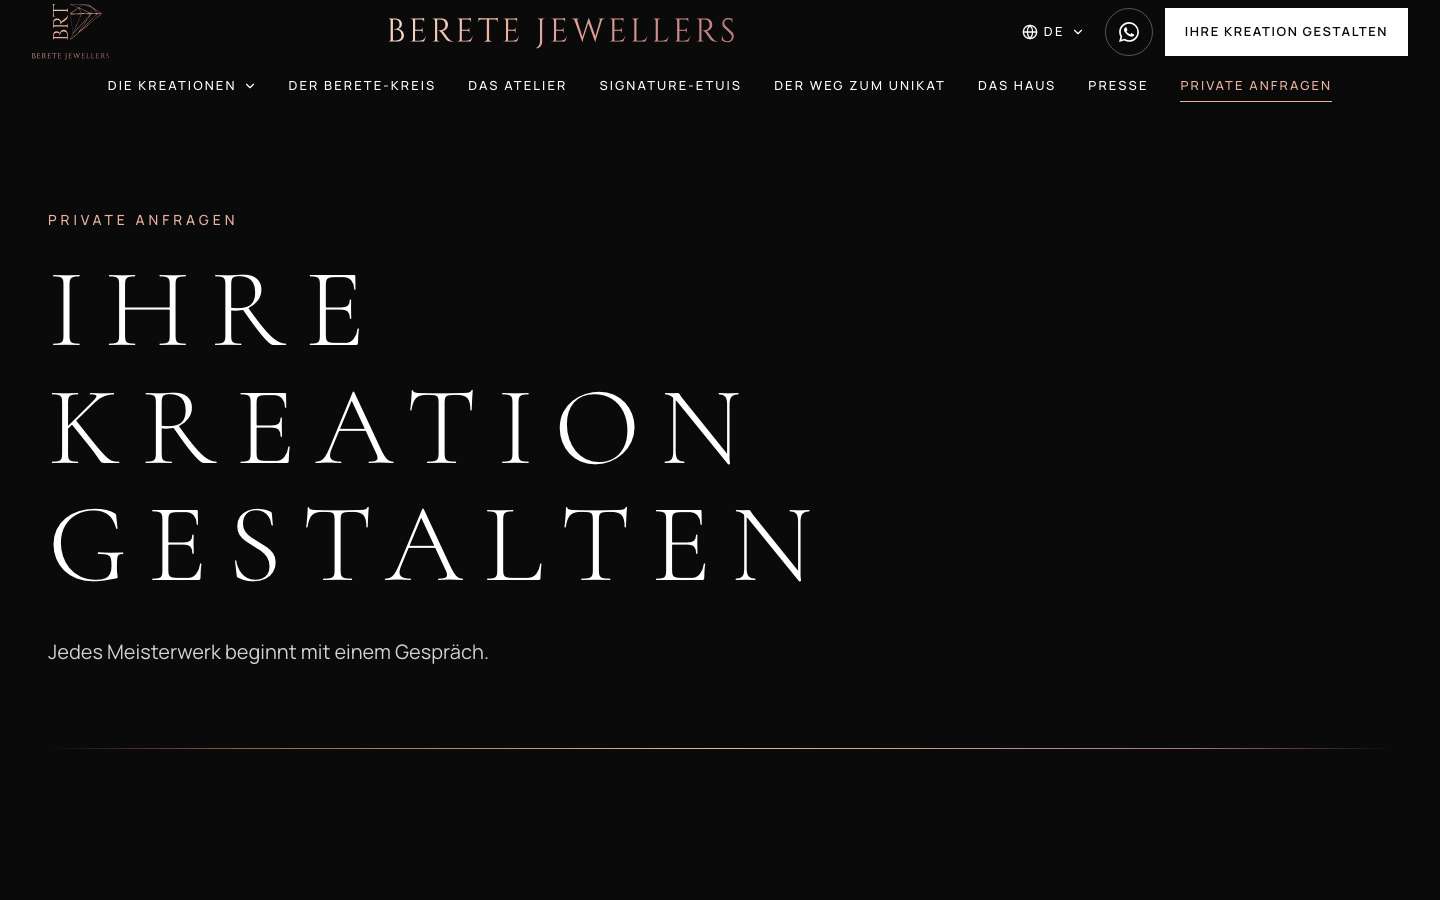 BRT
BERETE JEWELLERS
BERETE JEWELLERS
DE
IHRE KREATION GESTALTEN
DIE KREATIONEN
DER BERETE-KREIS
DAS ATELIER
SIGNATURE-ETUIS
DER WEG ZUM UNIKAT
DAS HAUS
PRESSE
PRIVATE ANFRAGEN
PRIVATE ANFRAGEN
IHRE
KREATION
GESTALTEN
Jedes Meisterwerk beginnt mit einem Gespräch.